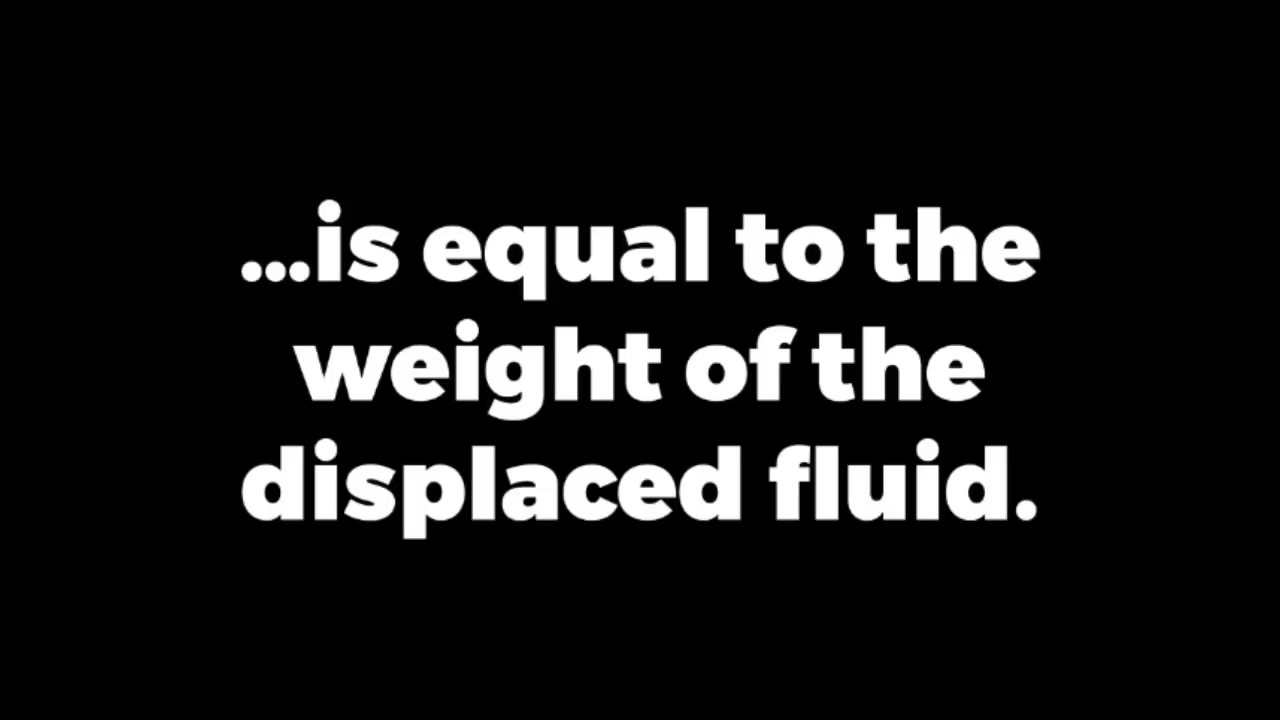 ...is equal to the
weight of the
displaced fluid.